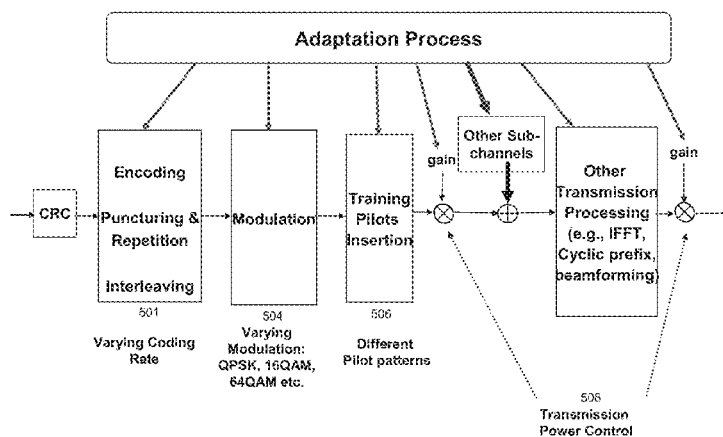 Adaptation Process
Other Sub-
channels
gain
gain
CRC
Encoding
Puncturing &
Repetition
Interleaving
Modulation
Training
Pilots
Insertion
Other
Transmission
Processing
(e.g., IFFT,
Cyclic prefix,
beamforming)
501
Varying Coding
Rate
504
Varying
Modulation:
QPSK, 16QAM,
64QAM etc.
506
Different
Pilot patterns
508
Transmission
Power Control